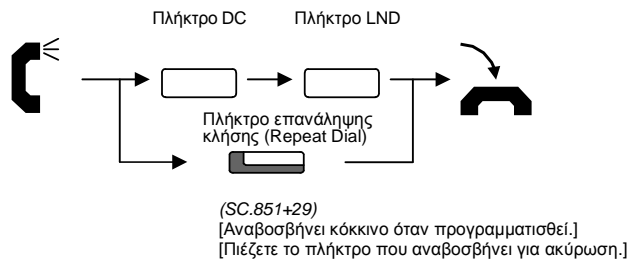 Πλήκτρο DC
Πλήκτρο LND
Πλήκτρο επανάληψης
κλήσης (Repeat Dial)
(SC.851+29)
[Αναβοσβήνει κόκκινο όταν προγραμματισθεί.]
[Πιέζετε το πλήκτρο που αναβοσβήνει για ακύρωση.]